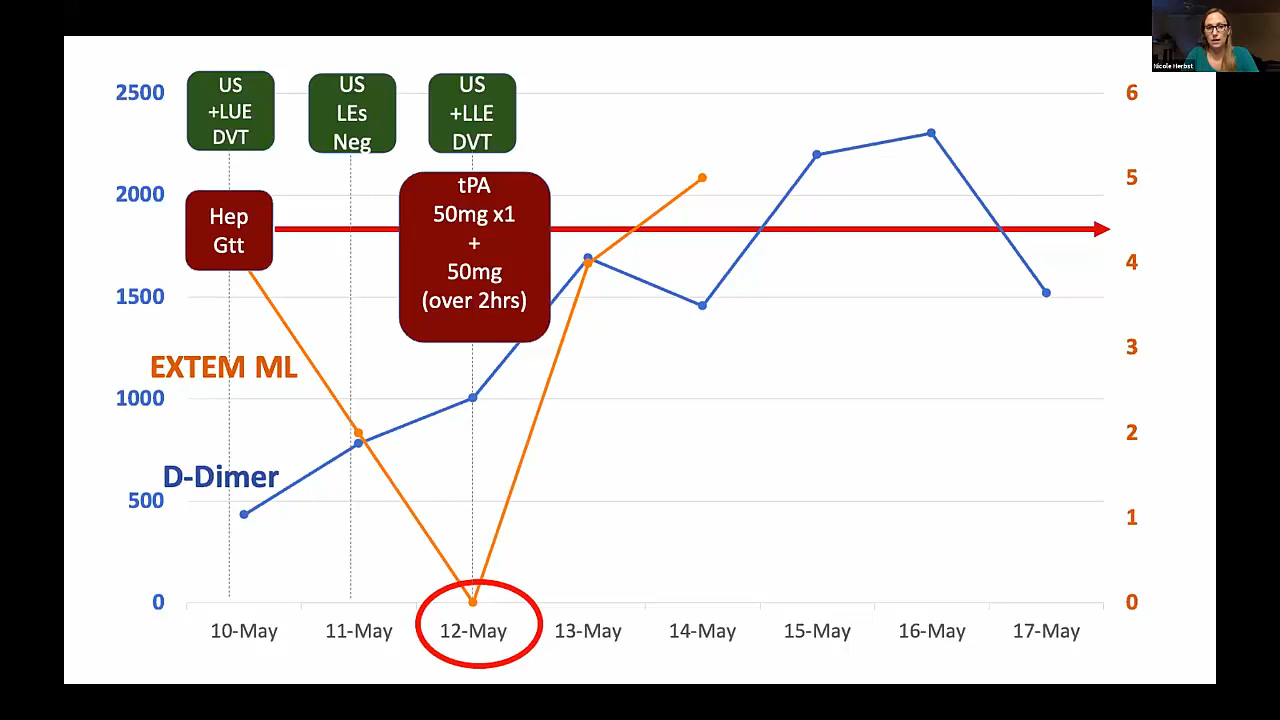 Nicole Herbst
US
+LUE
DVT
US
LEs
Neg
US
+LLE
DVT
Hep
Gtt
tPA
50mg x1
+
50mg
(over 2hrs)
EXTEM ML
D-Dimer
2500
2000
1500
1000
500
0
6
5
4
3
2
1
0
10-May
11-May
12-May
13-May
14-May
15-May
16-May
17-May